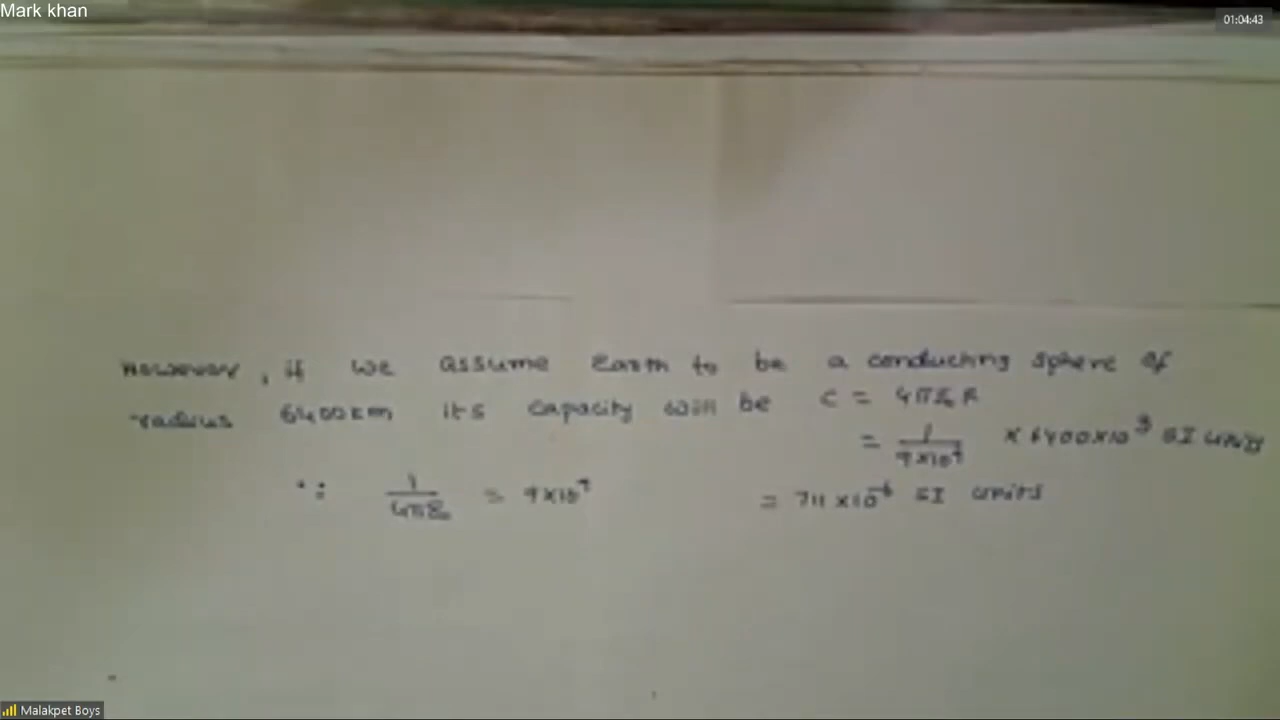 Mark khan
01:04:43
However, if we assume Earth to be a conducting sphere of
radius 6400km its capacity will be C = 4πε₀R
= 1/9×10⁹ × 6400×10³ SI units
∵ 1/4πε₀ = 9×10⁹
= 711×10⁻⁶ SI units
Malakpet Boys